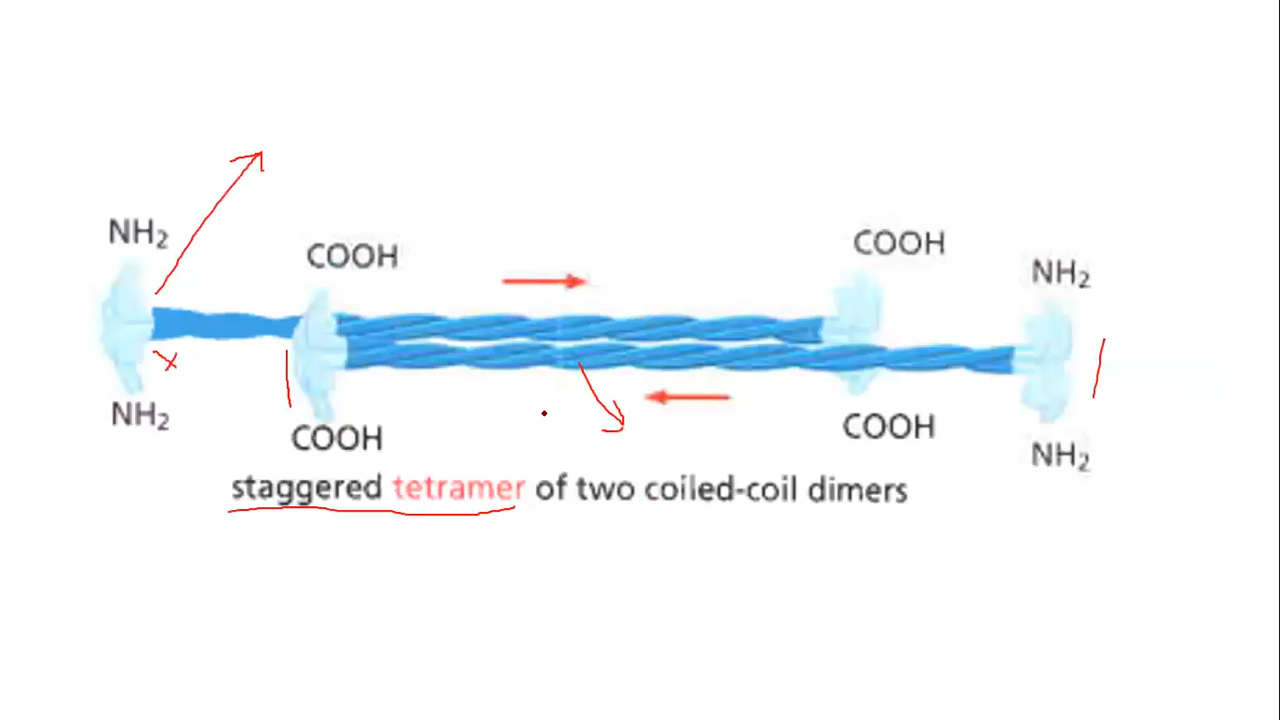 NH₂
COOH
COOH
NH₂
NH₂
COOH
COOH
NH₂
staggered tetramer of two coiled-coil dimers